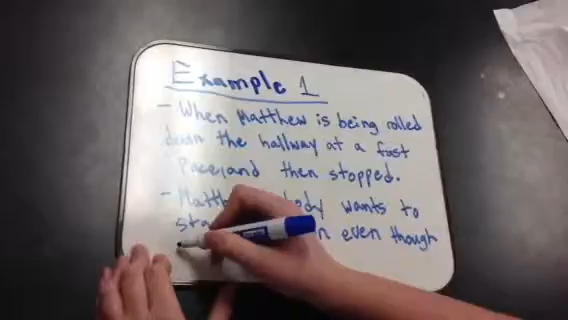 Example 1
- When Matthew is being rolled
down the hallway at a fast
Pace, and then stopped.
- Matth ody wants to
sta n even though